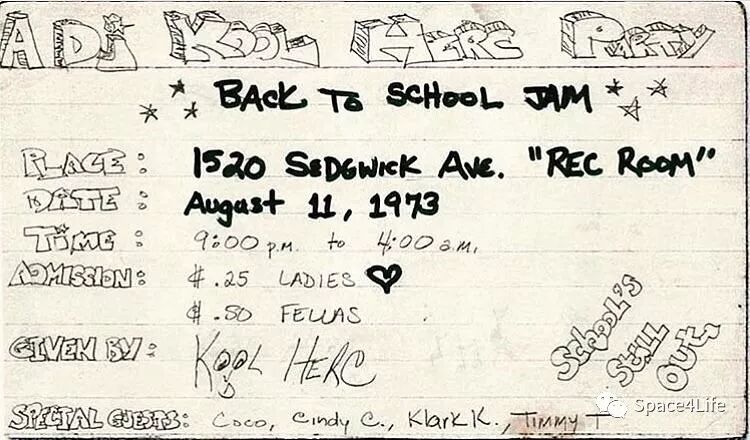 A DJ KOOL HERC PARTY
BACK TO SCHOOL JAM
PLACE: 1520 SEDGWICK AVE. "REC ROOM"
DATE: August 11, 1973
TIME: 9:00 p.m. to 4:00 a.m.
ADMISSION: $.25 LADIES
$.50 FELLAS
GIVEN BY: KOOL HERC
SCHOOL'S
STILL
OUT.
SPECIAL GUESTS: Coco, Cindy C., Klark K., TIMMY T
Space4Life